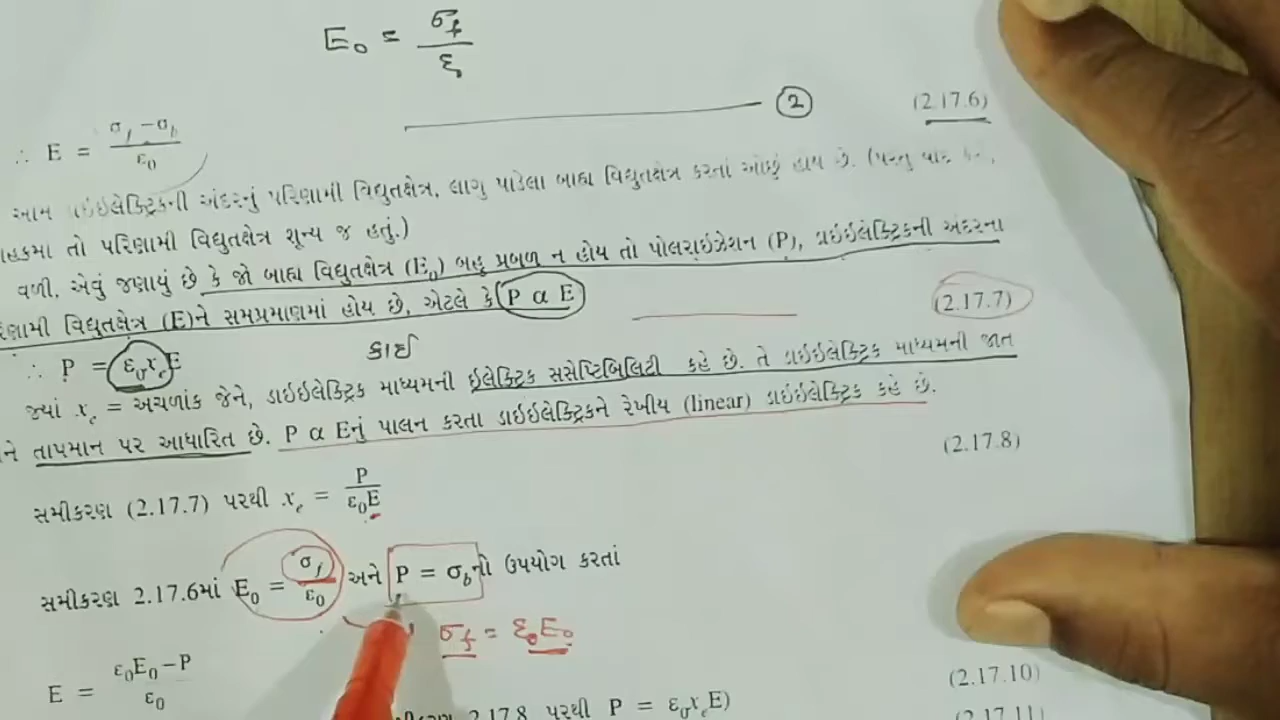 E₀ = σf / ε
② (2.17.6)
∴ E = (σf − σb) / ε₀
આમ ડાઇઇલેક્ટ્રિકની અંદરનું પરિણામી વિદ્યુતક્ષેત્ર, લાગુ પાડેલા બાહ્ય વિદ્યુતક્ષેત્ર કરતાં ઓછું હોય છે. (પરંતુ યાદ
તો પરિણામી વિદ્યુતક્ષેત્ર શૂન્ય જ હતું.)
વળી, એવું જણાયું છે કે જો બાહ્ય વિદ્યુતક્ષેત્ર (E₀) બહુ પ્રબળ ન હોય તો પોલરાઇઝેશન (P), ડાઇઇલેક્ટ્રિકની અંદરના
વિદ્યુતક્ષેત્ર (E)ને સમપ્રમાણમાં હોય છે, એટલે કે P α E
(2.17.7)
∴ P = ε₀xₑE
કાઈ
જ્યાં xₑ = અચળાંક જેને, ડાઇઇલેક્ટ્રિક માધ્યમની ઇલેક્ટ્રિક સસેપ્ટિબિલિટી કહે છે. તે ડાઇઇલેક્ટ્રિક માધ્યમની જાત
ને તાપમાન પર આધારિત છે. P α Eનું પાલન કરતા ડાઇઇલેક્ટ્રિકને રેખીય (linear) ડાઇઇલેક્ટ્રિક કહે છે.
(2.17.8)
સમીકરણ (2.17.7) પરથી xₑ = P / ε₀E
સમીકરણ 2.17.6માં E₀ = σf / ε₀ અને P = σbનો ઉપયોગ કરતાં
σf = ε₀E₀
E = (ε₀E₀ − P) / ε₀
(2.17.10)
2.17.8 પરથી P = ε₀xₑE)
(2.17.11)